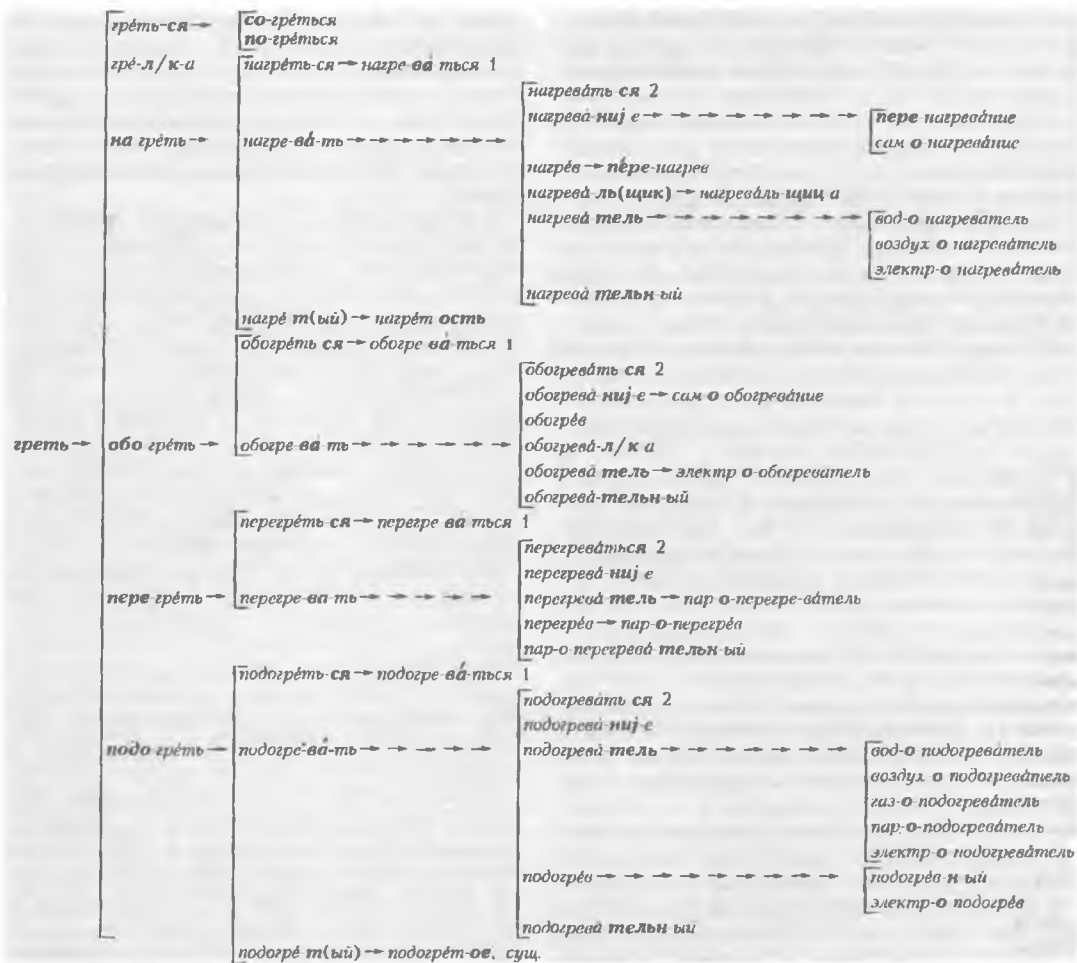 гре́ть-ся → со-греться
по-греться
гре́-л/к-а
нагре́ть-ся → нагре-ва́ ться 1
нагрева́ть ся 2
нагрева́ ниj е → → → → → → → пере нагрева́ние
сам о нагрева́ние
на гре́ть → нагре-ва́-ть → → → → → → →
нагре́в → пе́ре-нагрев
нагрева́ ль(щик) → нагрева́ль щиц а
нагрева́ тель → → → → → → → вод-о нагрева́тель
воздух о нагрева́тель
электр-о нагрева́тель
нагрева́ тельн ый
нагре́ т(ый) → нагре́т ость
обогре́ть ся → обогре ва́ ться 1
обогрева́ть ся 2
обогрева́ ниj-е → сам о обогрева́ние
обогре́в
греть → обо гре́ть → обогре ва́ ть → → → → → обогрева́-л/к а
обогрева́ тель → электр о-обогреватель
обогрева́-тельн ый
перегре́ть ся → перегре ва́ ться 1
перегрева́ться 2
перегрева́ ниj е
пере гре́ть → перегре-ва ть → → → → → перегрева́ тель → пар о-перегре-ва́тель
перегре́в → пар-о-перегре́в
пар-о-перегрева́ тельн ый
подогре́ть-ся → подогре-ва́-ться 1
подогрева́ть ся 2
подогрева́ ниj-е
подо гре́ть → подогре-ва́-ть → → → → → подогрева́ тель → → → → → → → вод-о подогрева́тель
воздух о подогрева́тель
газ-о-подогрева́тель
пар-о-подогрева́тель
электр-о подогрева́тель
подогре́в → → → → → → → подогре́в-н ый
электр-о подогре́в
подогрева́ тельн ый
подогре́ т(ый) → подогре́т-ое, сущ.